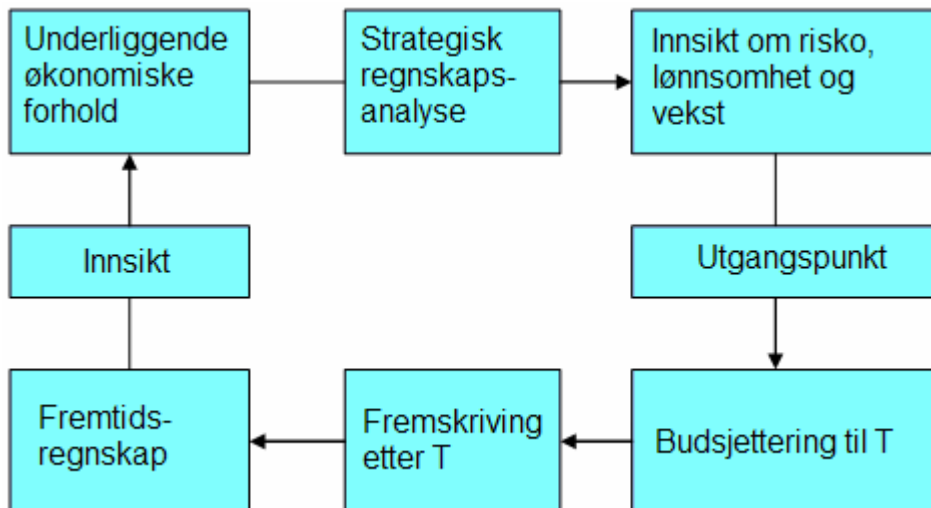 Underliggende
økonomiske
forhold
Strategisk
regnskaps-
analyse
Innsikt om risko,
lønnsomhet og
vekst
Innsikt
Utgangspunkt
Fremtids-
regnskap
Fremskriving
etter T
Budsjettering til T